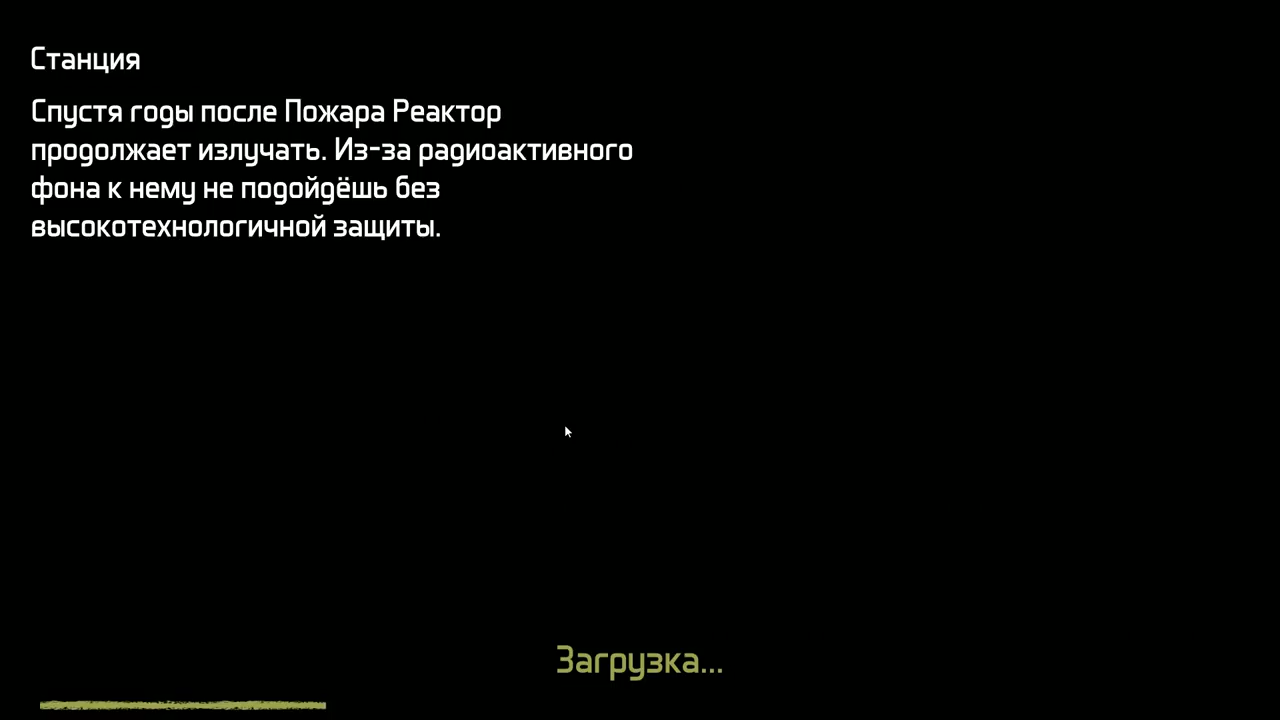 Станция
Спустя годы после Пожара Реактор
продолжает излучать. Из-за радиоактивного
фона к нему не подойдёшь без
высокотехнологичной защиты.
Загрузка...